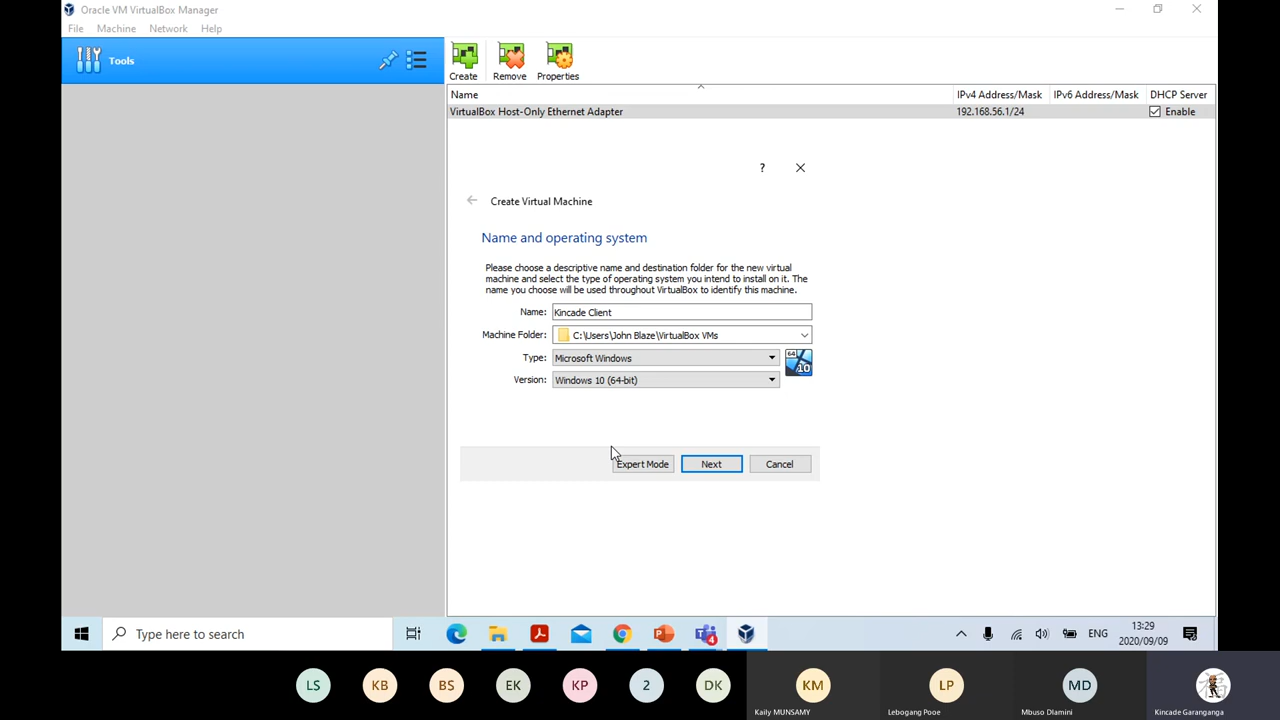 Oracle VM VirtualBox Manager
File Machine Network Help
Tools
Create Remove Properties
Name IPv4 Address/Mask IPv6 Address/Mask DHCP Server
VirtualBox Host-Only Ethernet Adapter 192.168.56.1/24 Enable
?
Create Virtual Machine
Name and operating system
Please choose a descriptive name and destination folder for the new virtual
machine and select the type of operating system you intend to install on it. The
name you choose will be used throughout VirtualBox to identify this machine.
Name: Kincade Client
Machine Folder: C:\Users\John Blaze\VirtualBox VMs
Type: Microsoft Windows
64
10
Version: Windows 10 (64-bit)
Expert Mode Next Cancel
Type here to search
4
ENG
13:29
2020/09/09
LS KB BS EK KP 2 DK KM LP MD
Kaily MUNSAMY Lebogang Pooe Mbuso Dlamini Kincade Garanganga